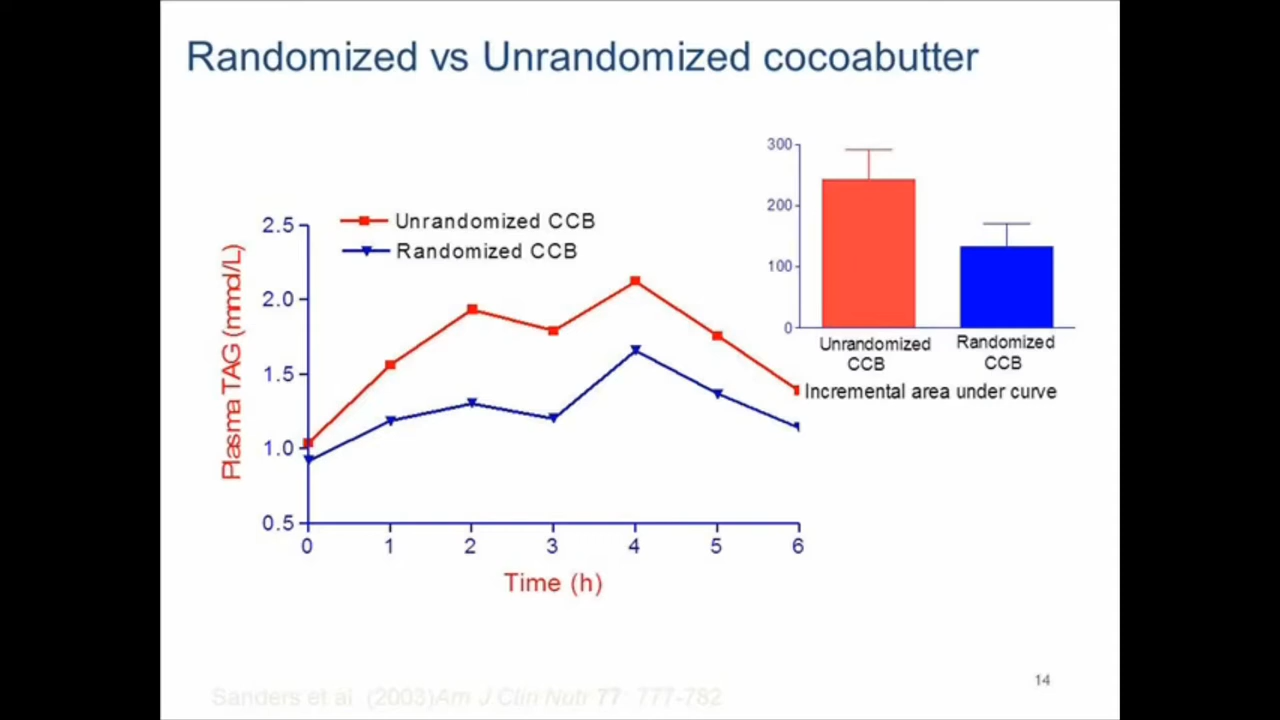 Randomized vs Unrandomized cocoabutter
300
200
100
0
Unrandomized CCB
Randomized CCB
Incremental area under curve
Unrandomized CCB
Randomized CCB
2.5
2.0
1.5
1.0
0.5
Plasma TAG (mmol/L)
0 1 2 3 4 5 6
Time (h)
14
Sanders et al (2003)Am J Clin Nutr 77: 777-782